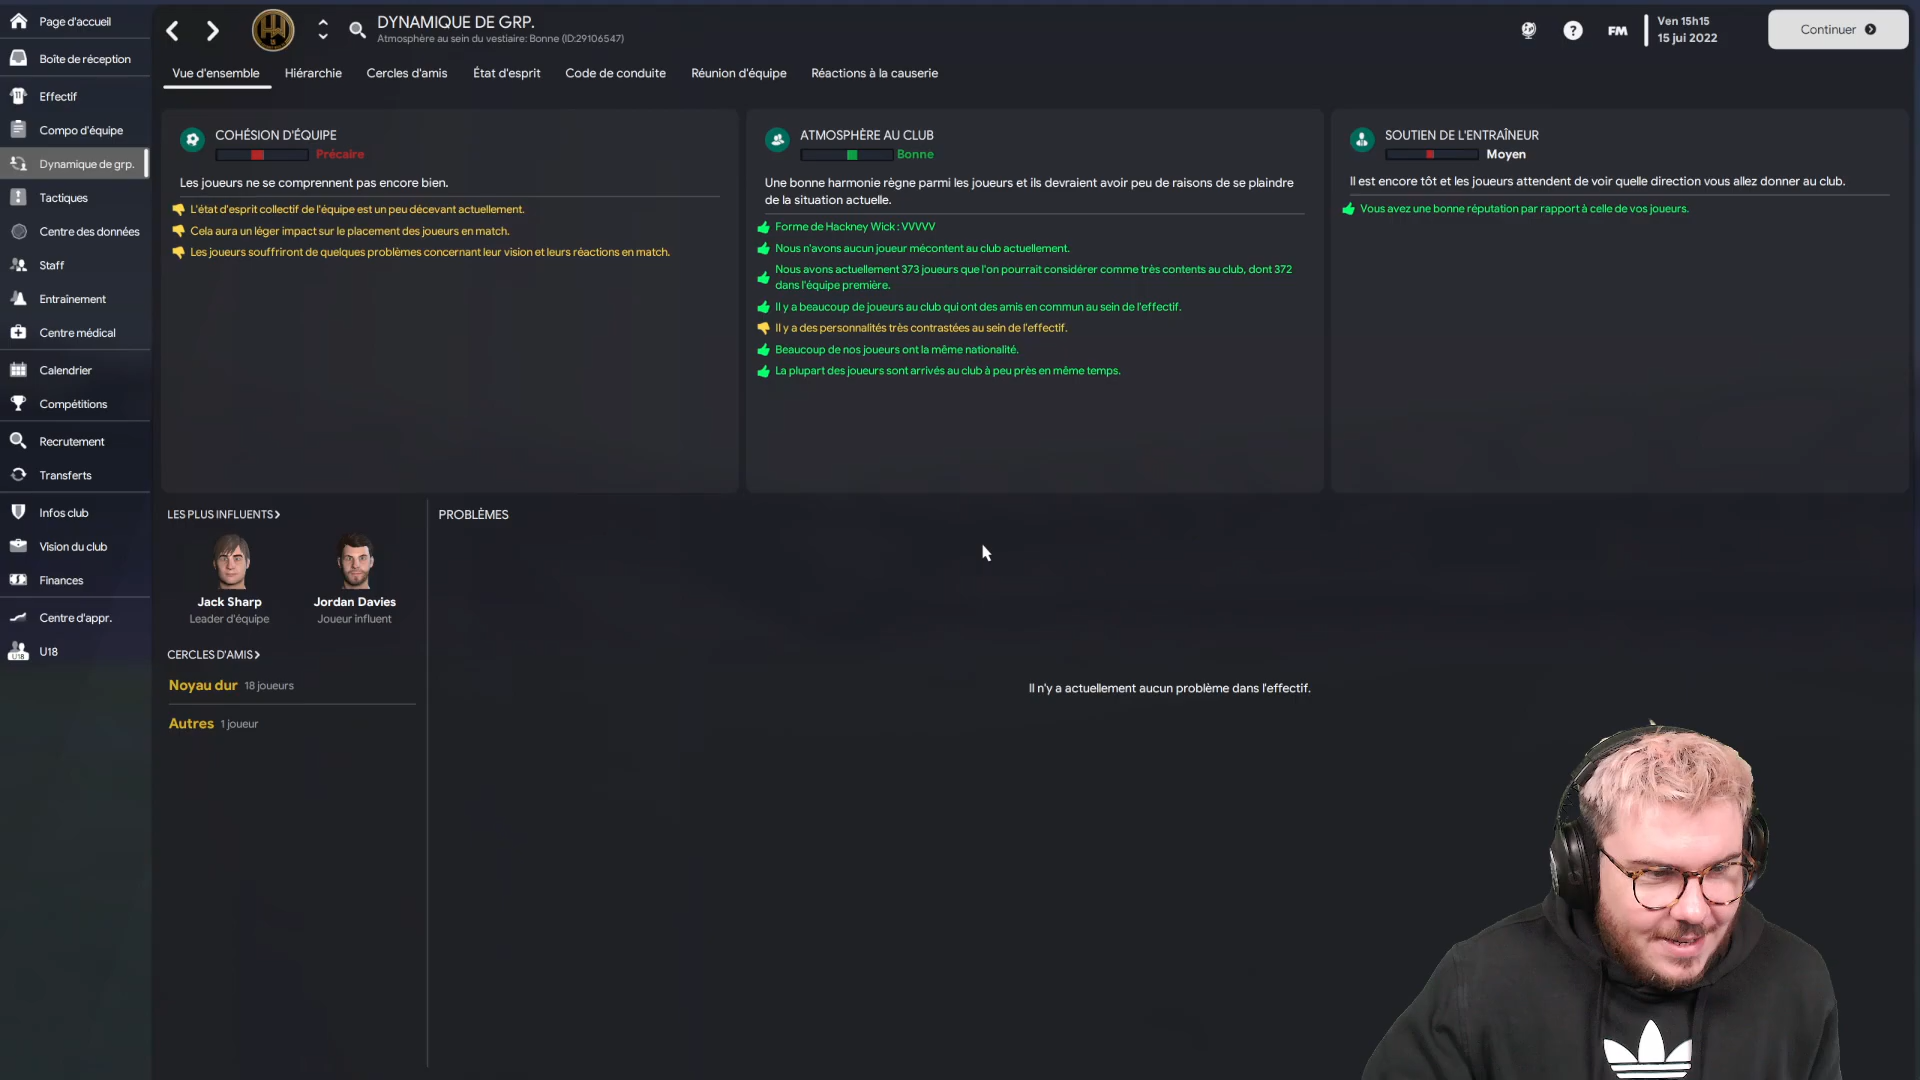 Page d'accueil
Boîte de réception
Effectif
Compo d'équipe
Dynamique de grp.
Tactiques
Centre des données
Staff
Entraînement
Centre médical
Calendrier
Compétitions
Recrutement
Transferts
Infos club
Vision du club
Finances
Centre d'appr.
U18
U18
DYNAMIQUE DE GRP.
Atmosphère au sein du vestiaire: Bonne (ID:29106547)
?
FM
Ven 15h15
15 jui 2022
Continuer
Vue d'ensemble
Hiérarchie
Cercles d'amis
État d'esprit
Code de conduite
Réunion d'équipe
Réactions à la causerie
COHÉSION D'ÉQUIPE
Précaire
Les joueurs ne se comprennent pas encore bien.
L'état d'esprit collectif de l'équipe est un peu décevant actuellement.
Cela aura un léger impact sur le placement des joueurs en match.
Les joueurs souffriront de quelques problèmes concernant leur vision et leurs réactions en match.
ATMOSPHÈRE AU CLUB
Bonne
Une bonne harmonie règne parmi les joueurs et ils devraient avoir peu de raisons de se plaindre
de la situation actuelle.
Forme de Hackney Wick : VVVVV
Nous n'avons aucun joueur mécontent au club actuellement.
Nous avons actuellement 373 joueurs que l'on pourrait considérer comme très contents au club, dont 372
dans l'équipe première.
Il y a beaucoup de joueurs au club qui ont des amis en commun au sein de l'effectif.
Il y a des personnalités très contrastées au sein de l'effectif.
Beaucoup de nos joueurs ont la même nationalité.
La plupart des joueurs sont arrivés au club à peu près en même temps.
SOUTIEN DE L'ENTRAÎNEUR
Moyen
Il est encore tôt et les joueurs attendent de voir quelle direction vous allez donner au club.
Vous avez une bonne réputation par rapport à celle de vos joueurs.
LES PLUS INFLUENTS
Jack Sharp
Leader d'équipe
Jordan Davies
Joueur influent
CERCLES D'AMIS
Noyau dur 18 joueurs
Autres 1 joueur
PROBLÈMES
Il n'y a actuellement aucun problème dans l'effectif.